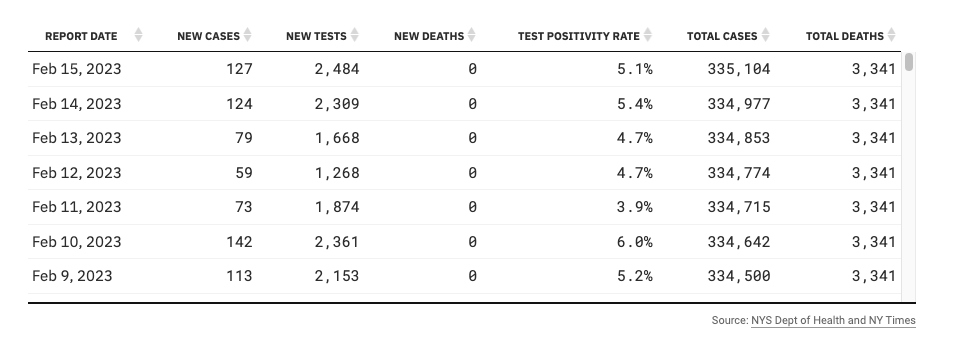 REPORT DATE NEW CASES NEW TESTS NEW DEATHS TEST POSITIVITY RATE TOTAL CASES TOTAL DEATHS
Feb 15, 2023 127 2,484 0 5.1% 335,104 3,341
Feb 14, 2023 124 2,309 0 5.4% 334,977 3,341
Feb 13, 2023 79 1,668 0 4.7% 334,853 3,341
Feb 12, 2023 59 1,268 0 4.7% 334,774 3,341
Feb 11, 2023 73 1,874 0 3.9% 334,715 3,341
Feb 10, 2023 142 2,361 0 6.0% 334,642 3,341
Feb 9, 2023 113 2,153 0 5.2% 334,500 3,341
Source: NYS Dept of Health and NY Times